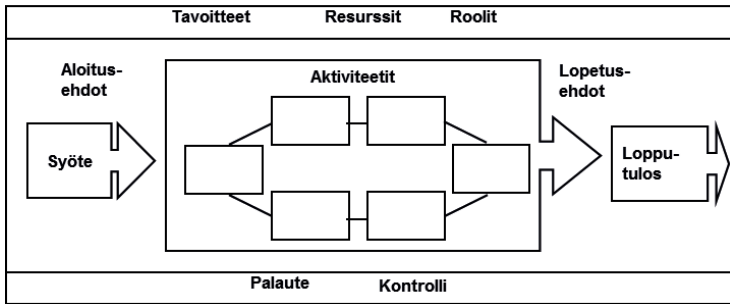 Tavoitteet Resurssit Roolit
Aloitus-
ehdot
Aktiviteetit
Lopetus-
ehdot
Syöte
Loppu-
tulos
Palaute Kontrolli